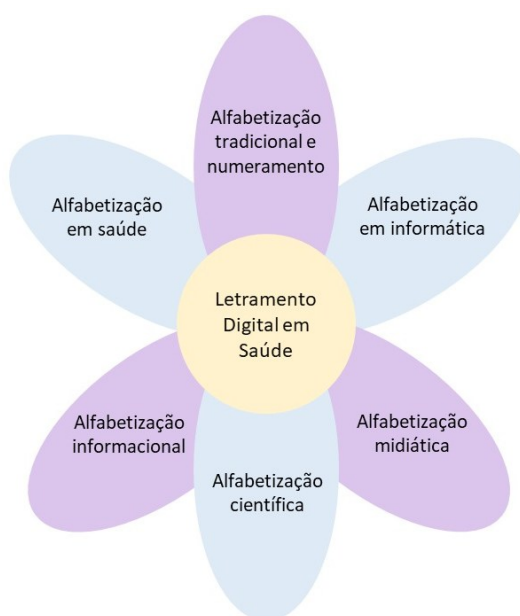 Alfabetização
tradicional e
numeramento
Alfabetização
em saúde
Alfabetização
em informática
Letramento
Digital em
Saúde
Alfabetização
informacional
Alfabetização
midiática
Alfabetização
científica